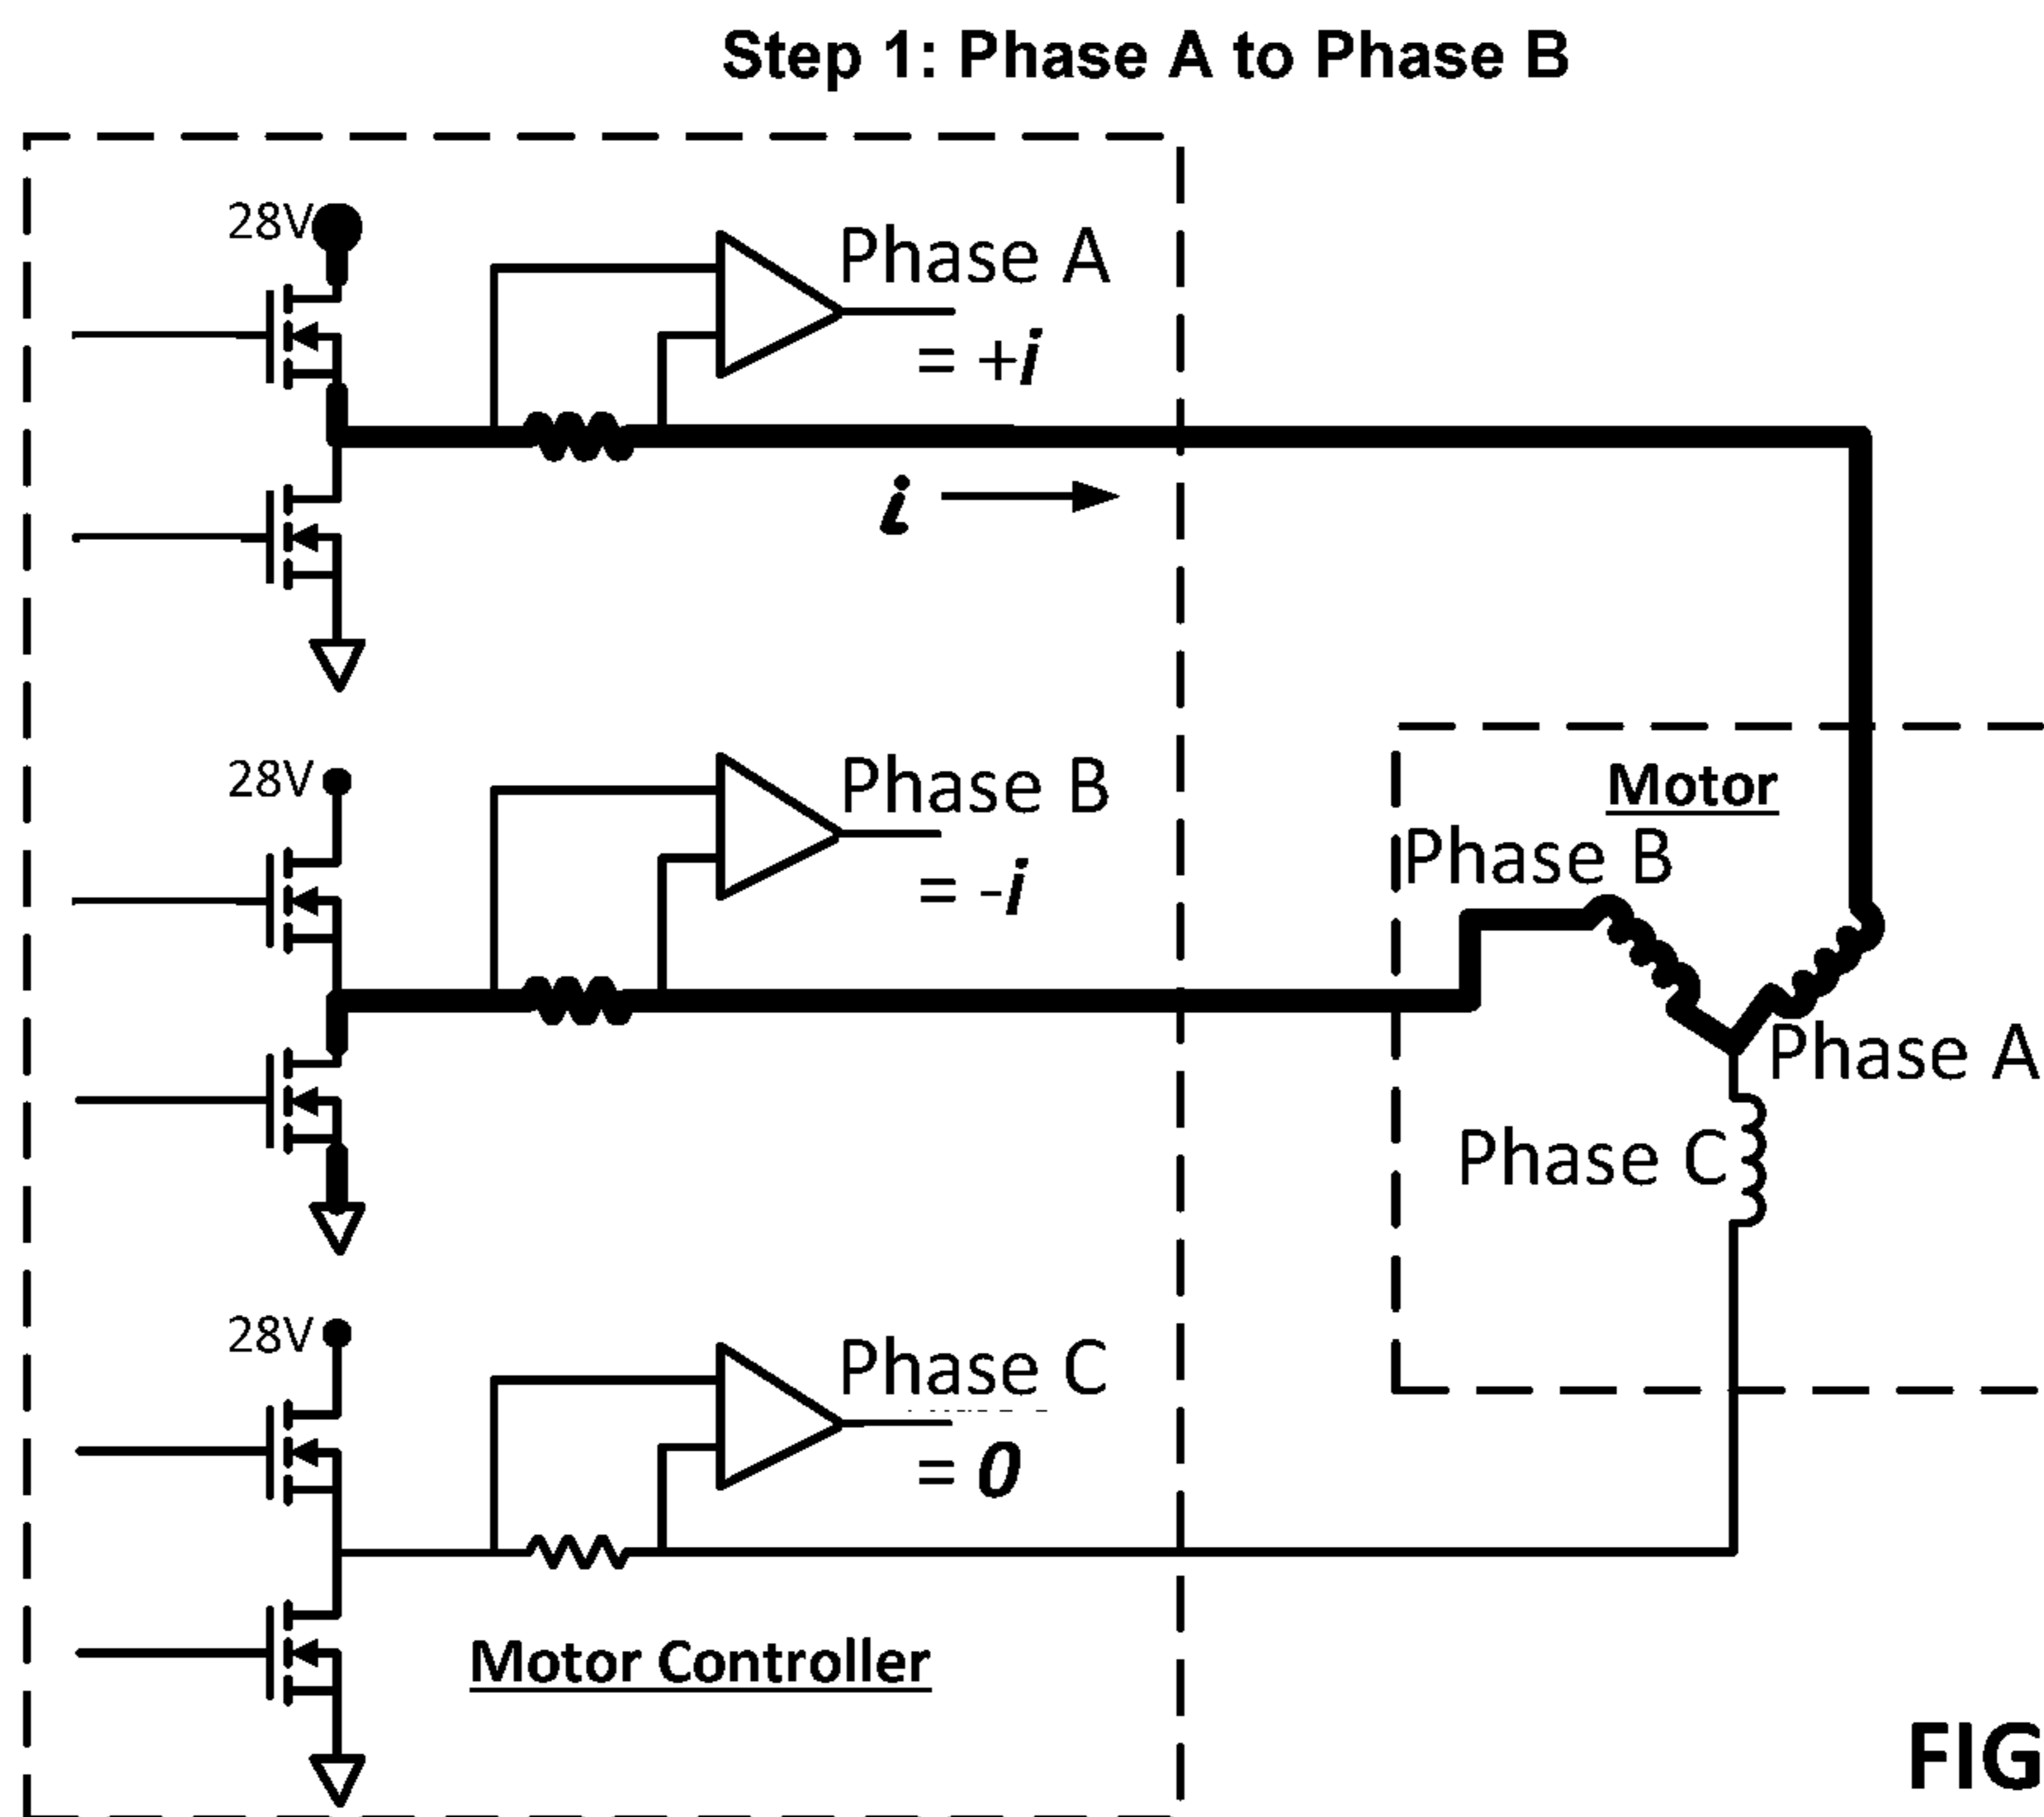 Step 1: Phase A to Phase B
28V
Phase A
= +i
i
28V
Phase B
= -i
Motor
Phase B
Phase A
Phase C
28V
Phase C
= 0
Motor Controller
FIG